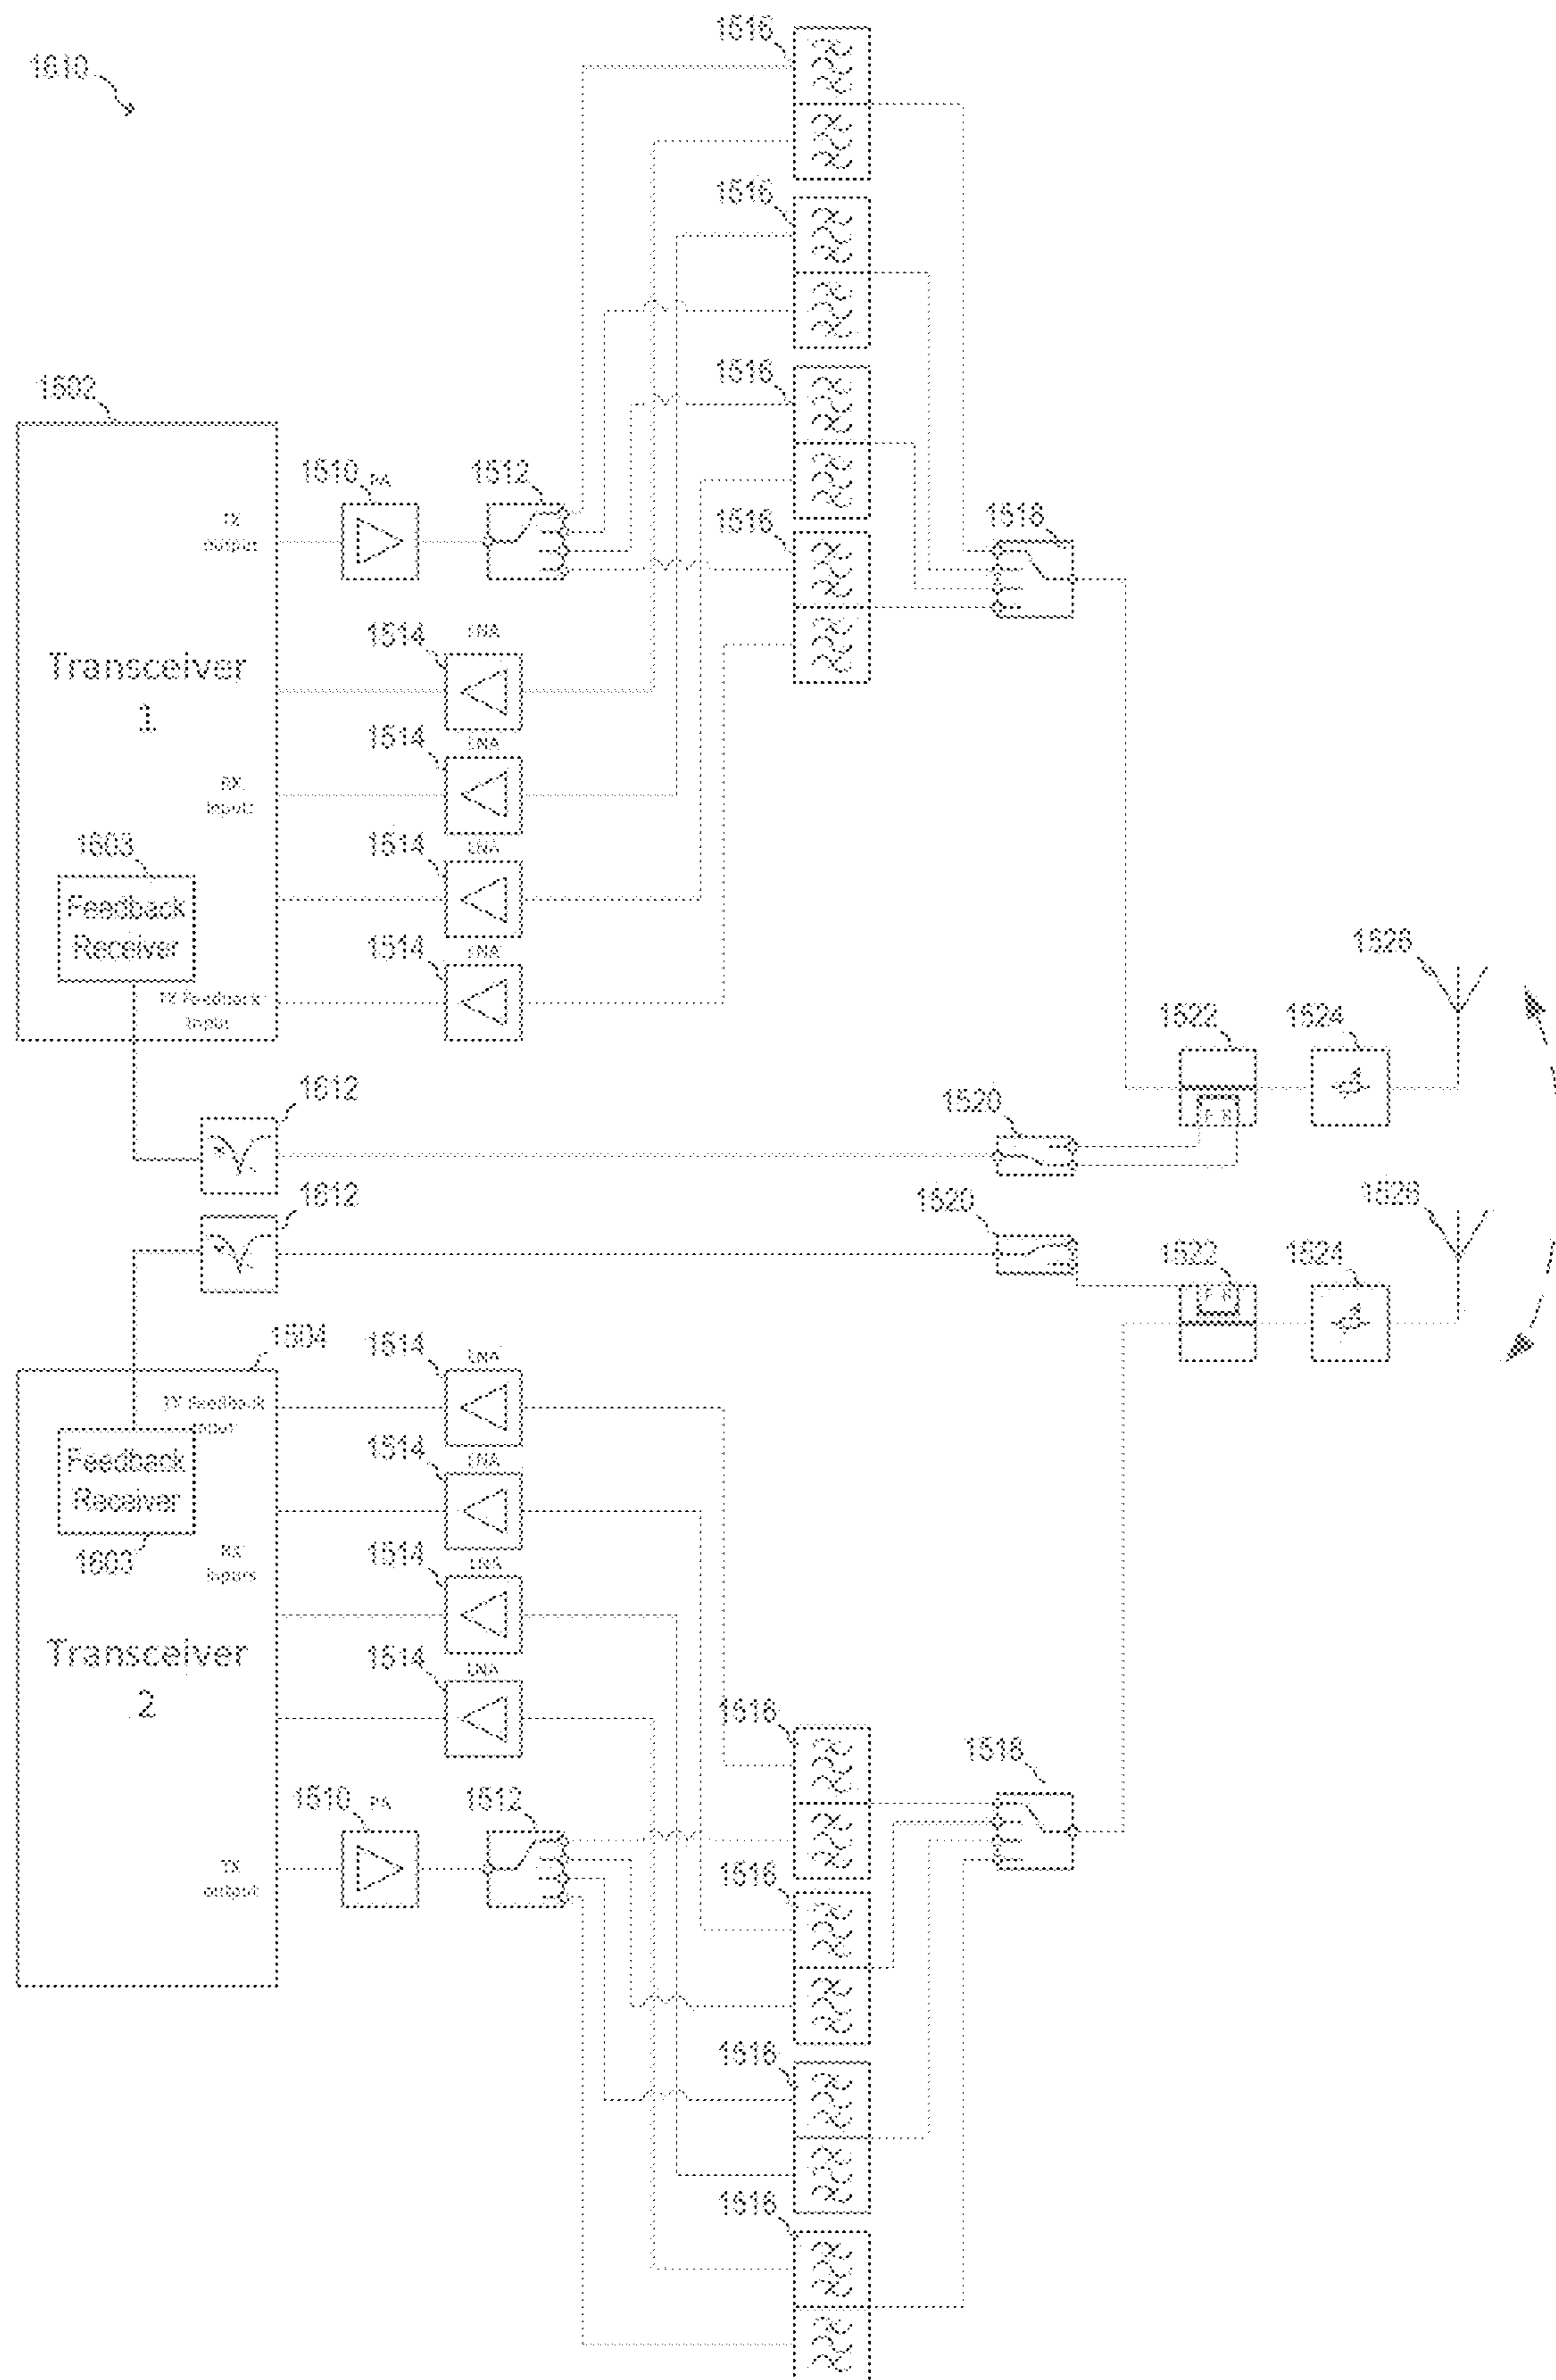 1610
1516
1516
1516
1516
1602
1510 PA
1512
1518
TX
output
Transceiver
1
LNA
1514
LNA
1514
LNA
1514
LNA
1514
RX
Inputs
1603
Feedback
Receiver
TX Feedback
Input
1526
1522
1524
F R
1612
1520
1612
1520
1526
1522
1524
F R
1504
TX Feedback
Input
Feedback
Receiver
1603
RX
Inputs
Transceiver
2
LNA
1514
LNA
1514
LNA
1514
LNA
1514
1510 PA
1512
TX
output
1516
1516
1516
1516
1518